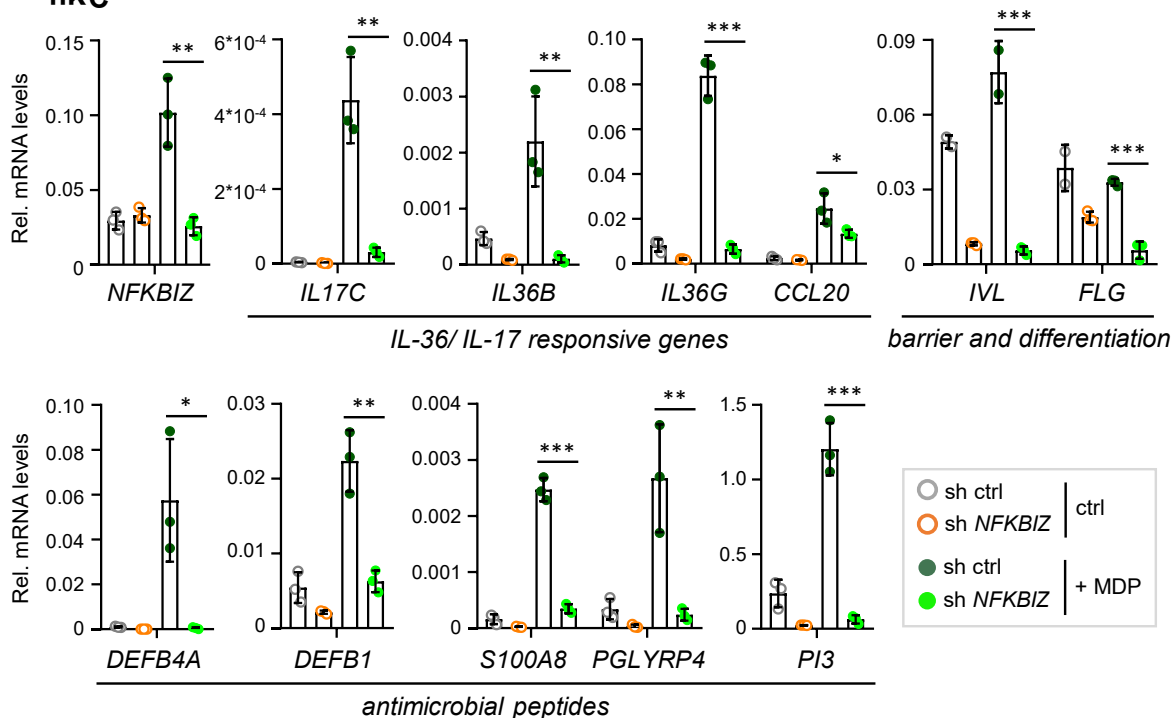 C
** ** ** *** * *** ***
Rel. mRNA levels
0.15 6*10⁻⁴ 0.004 0.10 0.09
0.08
0.10 4*10⁻⁴ 0.003 0.06 0.06
0.002 0.04
0.05 2*10⁻⁴ 0.001 0.02 0.03
0 0 0 0 0
NFKBIZ IL17C IL36B IL36G CCL20 IVL FLG
IL-36/ IL-17 responsive genes barrier and differentiation
* ** *** ** ***
Rel. mRNA levels
0.10 0.03 0.004 1.5
0.08 0.003
0.06 0.02 0.002 1.0
0.04 0.01 0.001 0.5
0.02
0 0 0 0
DEFB4A DEFB1 S100A8 PGLYRP4 PI3
antimicrobial peptides
sh ctrl
sh NFKBIZ
ctrl
sh ctrl
sh NFKBIZ
+ MDP